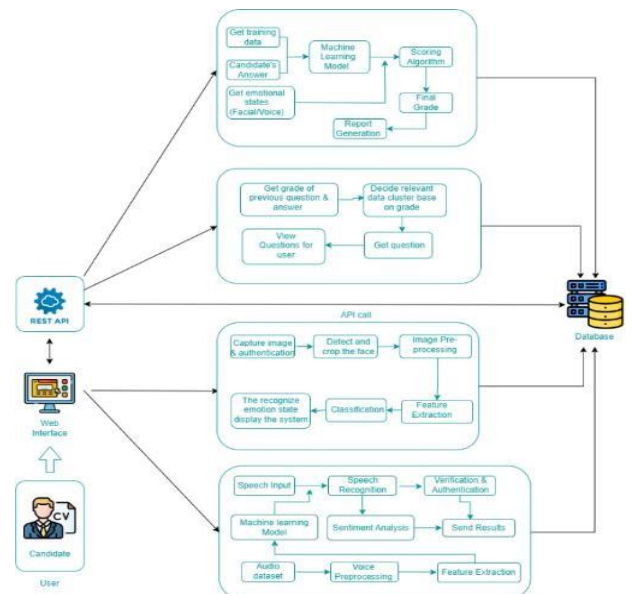 Get training
data
Candidate's
Answer
Get emotional
states
(Facial/Voice)
Machine
Learning
Model
Scoring
Algorithm
Final
Grade
Report
Generation
Get grade of
previous question &
answer
Decide relevant
data cluster base
on grade
View
Questions for
user
Get question
REST API
API call
Database
Capture image
& authentication
Detect and
crop the face
Image Pre-
processing
The recognize
emotion state
display the system
Classification
Feature
Extraction
Web
Interface
Speech Input
Speech
Recognition
Verification &
Authentication
Machine learning
Model
Sentiment Analysis
Send Results
Audio
dataset
Voice
Preprocessing
Feature Extraction
CV
Candidate
User